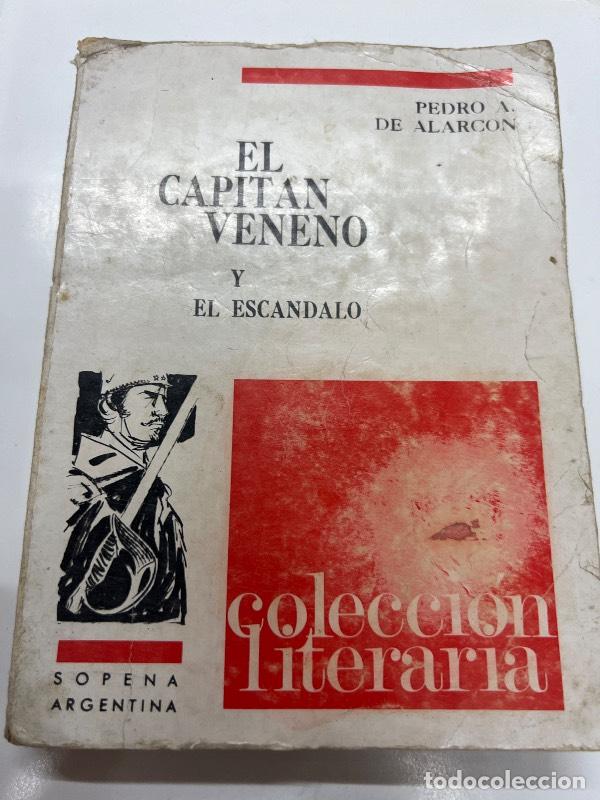 PEDRO A.
DE ALARCON
EL
CAPITAN
VENENO
Y
EL ESCANDALO
colección
literaria
SOPENA
ARGENTINA
todocoleccion